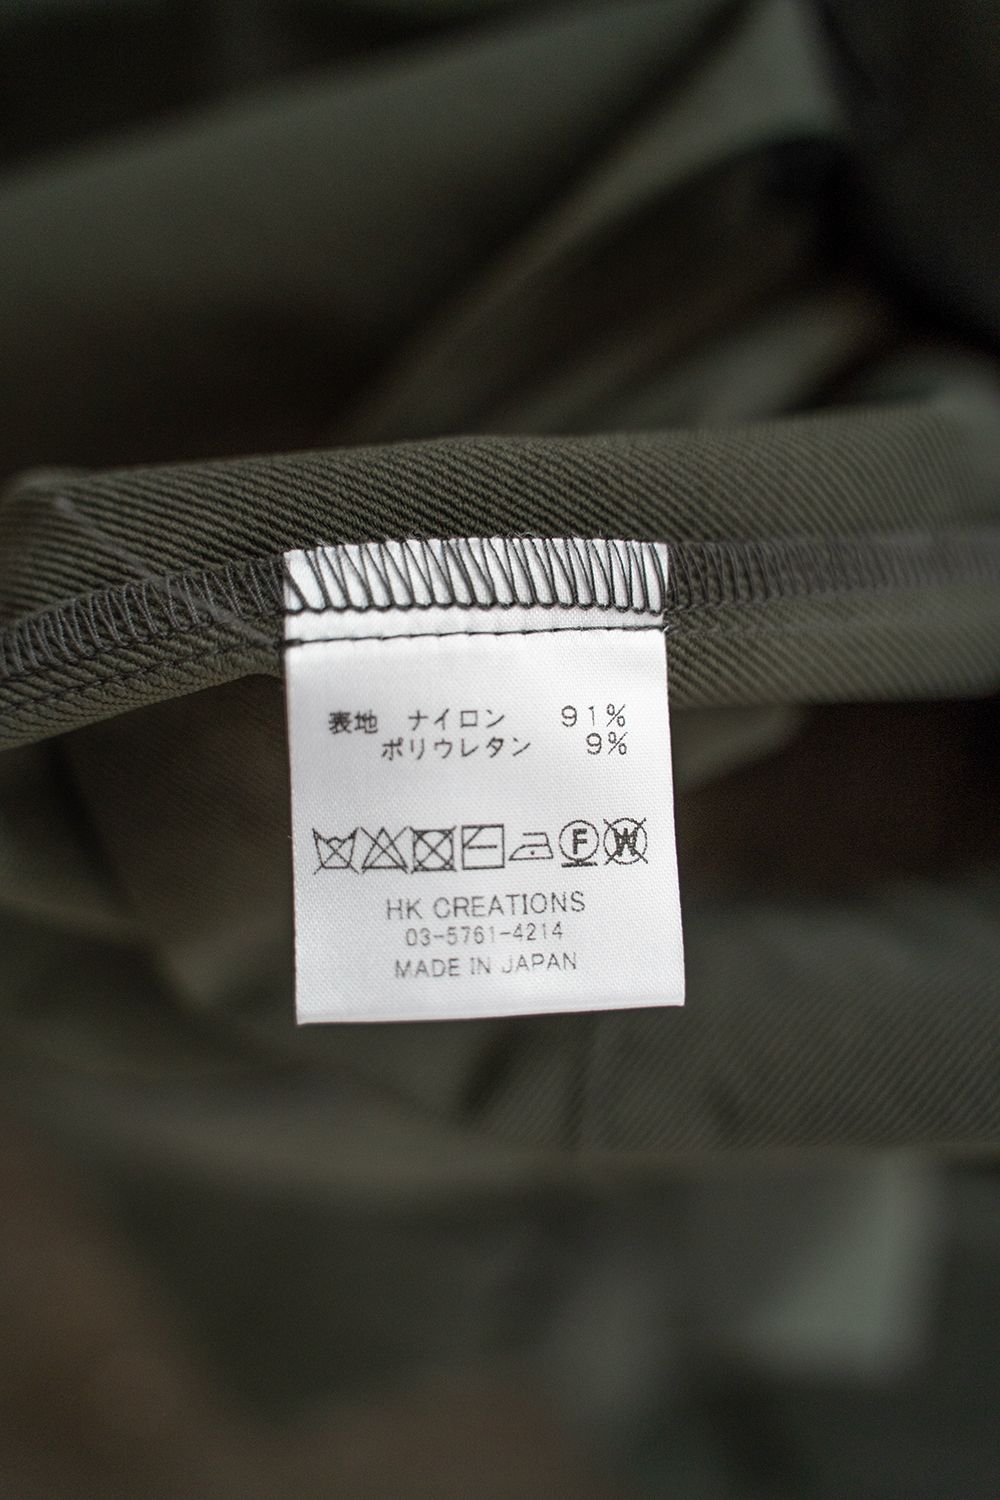 表地 ナイロン 91%
ポリウレタン 9%
F W
HK CREATIONS
03-5761-4214
MADE IN JAPAN